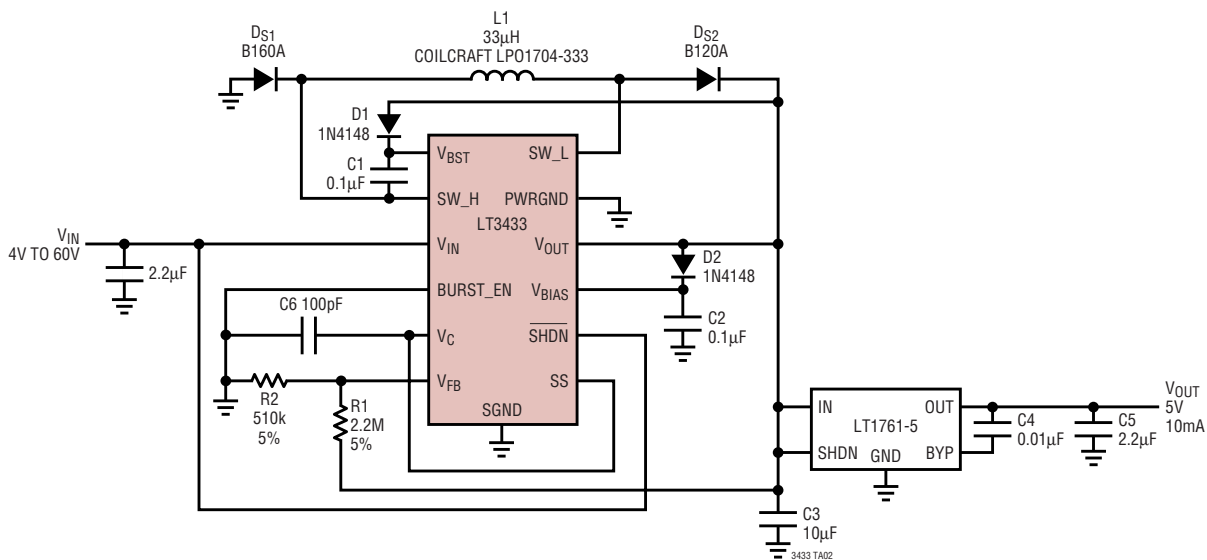 DS1
B160A
L1
33µH
COILCRAFT LPO1704-333
DS2
B120A
D1
1N4148
C1
0.1µF
VBST
SW_L
SW_H
PWRGND
LT3433
VIN
4V TO 60V
VIN
VOUT
2.2µF
D2
1N4148
BURST_EN
VBIAS
C6 100pF
C2
0.1µF
VC
SHDN
VFB
SS
R2
510k
5%
R1
2.2M
5%
SGND
IN
OUT
LT1761-5
SHDN
GND
BYP
C4
0.01µF
C5
2.2µF
VOUT
5V
10mA
C3
10µF
3433 TA02